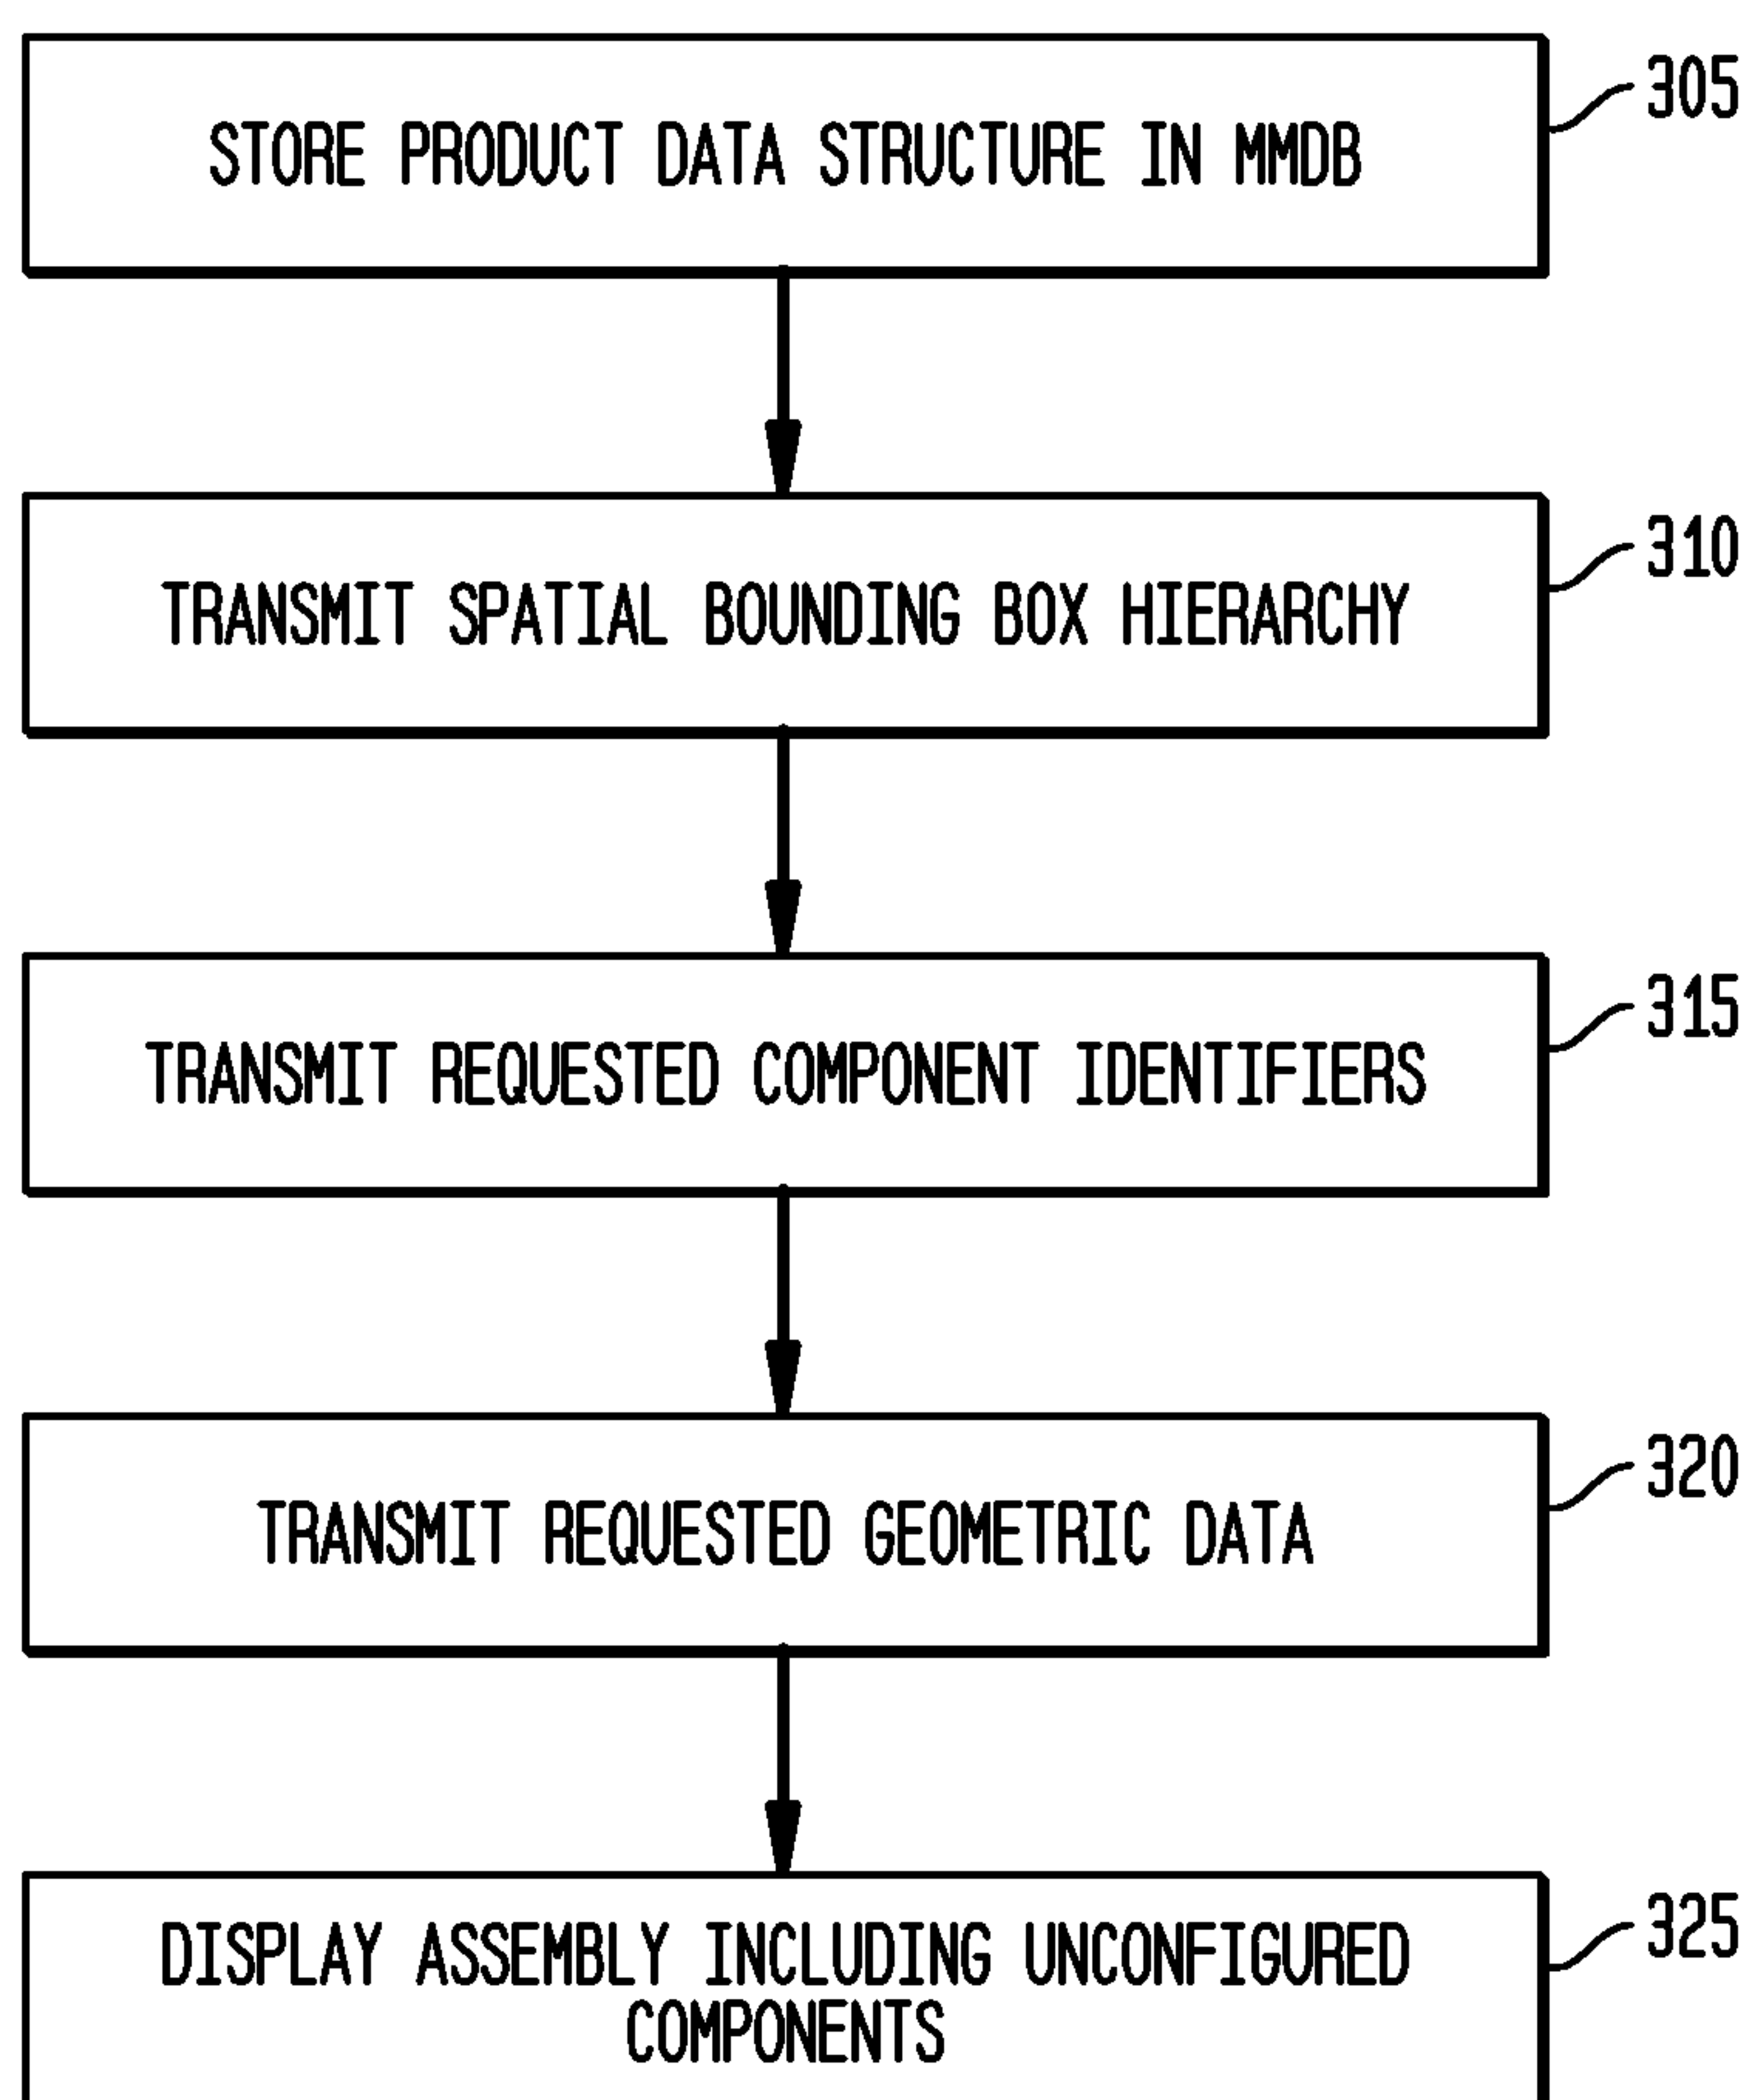 STORE PRODUCT DATA STRUCTURE IN MMDB
305
TRANSMIT SPATIAL BOUNDING BOX HIERARCHY
310
TRANSMIT REQUESTED COMPONENT IDENTIFIERS
315
TRANSMIT REQUESTED GEOMETRIC DATA
320
DISPLAY ASSEMBLY INCLUDING UNCONFIGURED
COMPONENTS
325